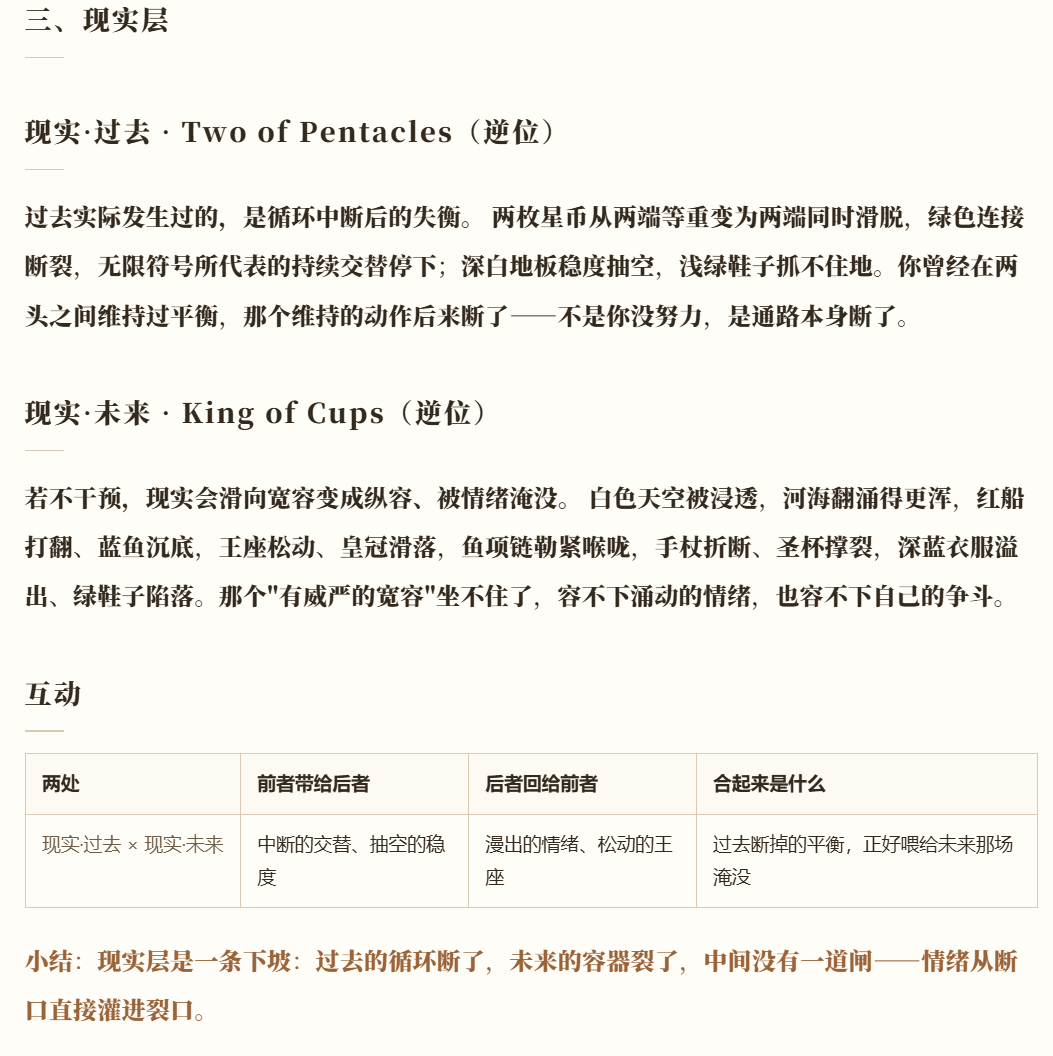 三、现实层
现实·过去 · Two of Pentacles（逆位）
过去实际发生过的，是循环中断后的失衡。 两枚星币从两端等重变为两端同时滑脱，绿色连接
断裂，无限符号所代表的持续交替停下；深白地板稳度抽空，浅绿鞋子抓不住地。你曾经在两
头之间维持过平衡，那个维持的动作后来断了——不是你没努力，是通路本身断了。
现实·未来 · King of Cups（逆位）
若不干预，现实会滑向宽容变成纵容、被情绪淹没。 白色天空被浸透，河海翻涌得更浑，红船
打翻、蓝鱼沉底，王座松动、皇冠滑落，鱼项链勒紧喉咙，手杖折断、圣杯撑裂，深蓝衣服溢
出、绿鞋子陷落。那个"有威严的宽容"坐不住了，容不下涌动的情绪，也容不下自己的争斗。
互动
两处 前者带给后者 后者回给前者 合起来是什么
现实·过去 × 现实·未来 中断的交替、抽空的稳 漫出的情绪、松动的王 过去断掉的平衡，正好喂给未来那场
度 座 淹没
小结：现实层是一条下坡：过去的循环断了，未来的容器裂了，中间没有一道闸——情绪从断
口直接灌进裂口。